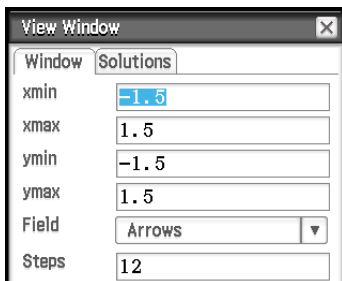 View Window
Window Solutions
xmin -1.5
xmax 1.5
ymin -1.5
ymax 1.5
Field Arrows
Steps 12